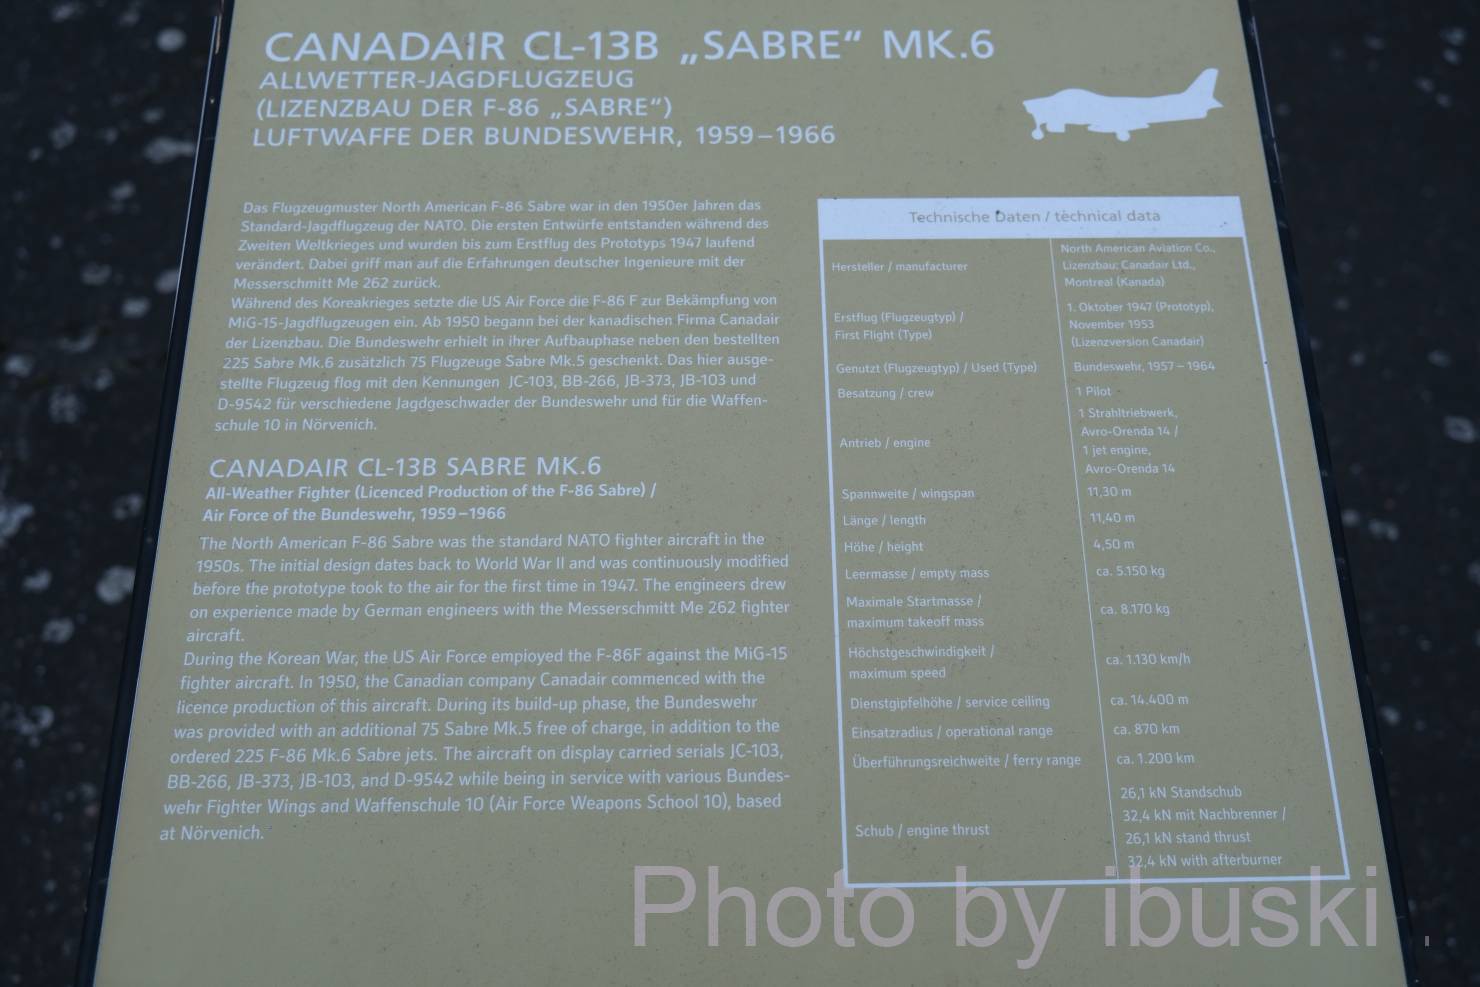 CANADAIR CL-13B „SABRE“ MK.6
ALLWETTER-JAGDFLUGZEUG
(LIZENZBAU DER F-86 „SABRE“)
LUFTWAFFE DER BUNDESWEHR, 1959–1966
Das Flugzeugmuster North American F-86 Sabre war in den 1950er Jahren das
Standard-Jagdflugzeug der NATO. Die ersten Entwürfe entstanden während des
Zweiten Weltkrieges und wurden bis zum Erstflug des Prototyps 1947 laufend
verändert. Dabei griff man auf die Erfahrungen deutscher Ingenieure mit der
Messerschmitt Me 262 zurück.
Während des Koreakrieges setzte die US Air Force die F-86 F zur Bekämpfung von
MiG-15-Jagdflugzeugen ein. Ab 1950 begann bei der kanadischen Firma Canadair
der Lizenzbau. Die Bundeswehr erhielt in ihrer Aufbauphase neben den bestellten
225 Sabre Mk.6 zusätzlich 75 Flugzeuge Sabre Mk.5 geschenkt. Das hier ausge-
stellte Flugzeug flog mit den Kennungen JC-103, BB-266, JB-373, JB-103 und
D-9542 für verschiedene Jagdgeschwader der Bundeswehr und für die Waffen-
schule 10 in Nörvenich.
CANADAIR CL-13B SABRE MK.6
All-Weather Fighter (Licenced Production of the F-86 Sabre) /
Air Force of the Bundeswehr, 1959–1966
The North American F-86 Sabre was the standard NATO fighter aircraft in the
1950s. The initial design dates back to World War II and was continuously modified
before the prototype took to the air for the first time in 1947. The engineers drew
on experience made by German engineers with the Messerschmitt Me 262 fighter
aircraft.
During the Korean War, the US Air Force employed the F-86F against the MiG-15
fighter aircraft. In 1950, the Canadian company Canadair commenced with the
licence production of this aircraft. During its build-up phase, the Bundeswehr
was provided with an additional 75 Sabre Mk.5 free of charge, in addition to the
ordered 225 F-86 Mk.6 Sabre jets. The aircraft on display carried serials JC-103,
BB-266, JB-373, JB-103, and D-9542 while being in service with various Bundes-
wehr Fighter Wings and Waffenschule 10 (Air Force Weapons School 10), based
at Nörvenich.
Technische Daten / technical data
Hersteller / manufacturer
North American Aviation Co.,
Lizenzbau: Canadair Ltd.,
Montreal (Kanada)
Erstflug (Flugzeugtyp) /
First Flight (Type)
1. Oktober 1947 (Prototyp),
November 1953
(Lizenzversion Canadair)
Genutzt (Flugzeugtyp) / Used (Type)
Bundeswehr, 1957 – 1964
Besatzung / crew
1 Pilot
Antrieb / engine
1 Strahltriebwerk,
Avro-Orenda 14 /
1 jet engine,
Avro-Orenda 14
Spannweite / wingspan
11,30 m
Länge / length
11,40 m
Höhe / height
4,50 m
Leermasse / empty mass
ca. 5.150 kg
Maximale Startmasse /
maximum takeoff mass
ca. 8.170 kg
Höchstgeschwindigkeit /
maximum speed
ca. 1.130 km/h
Dienstgipfelhöhe / service ceiling
ca. 14.400 m
Einsatzradius / operational range
ca. 870 km
Überführungsreichweite / ferry range
ca. 1.200 km
Schub / engine thrust
26,1 kN Standschub
32,4 kN mit Nachbrenner /
26,1 kN stand thrust
32,4 kN with afterburner
Photo by ibuski